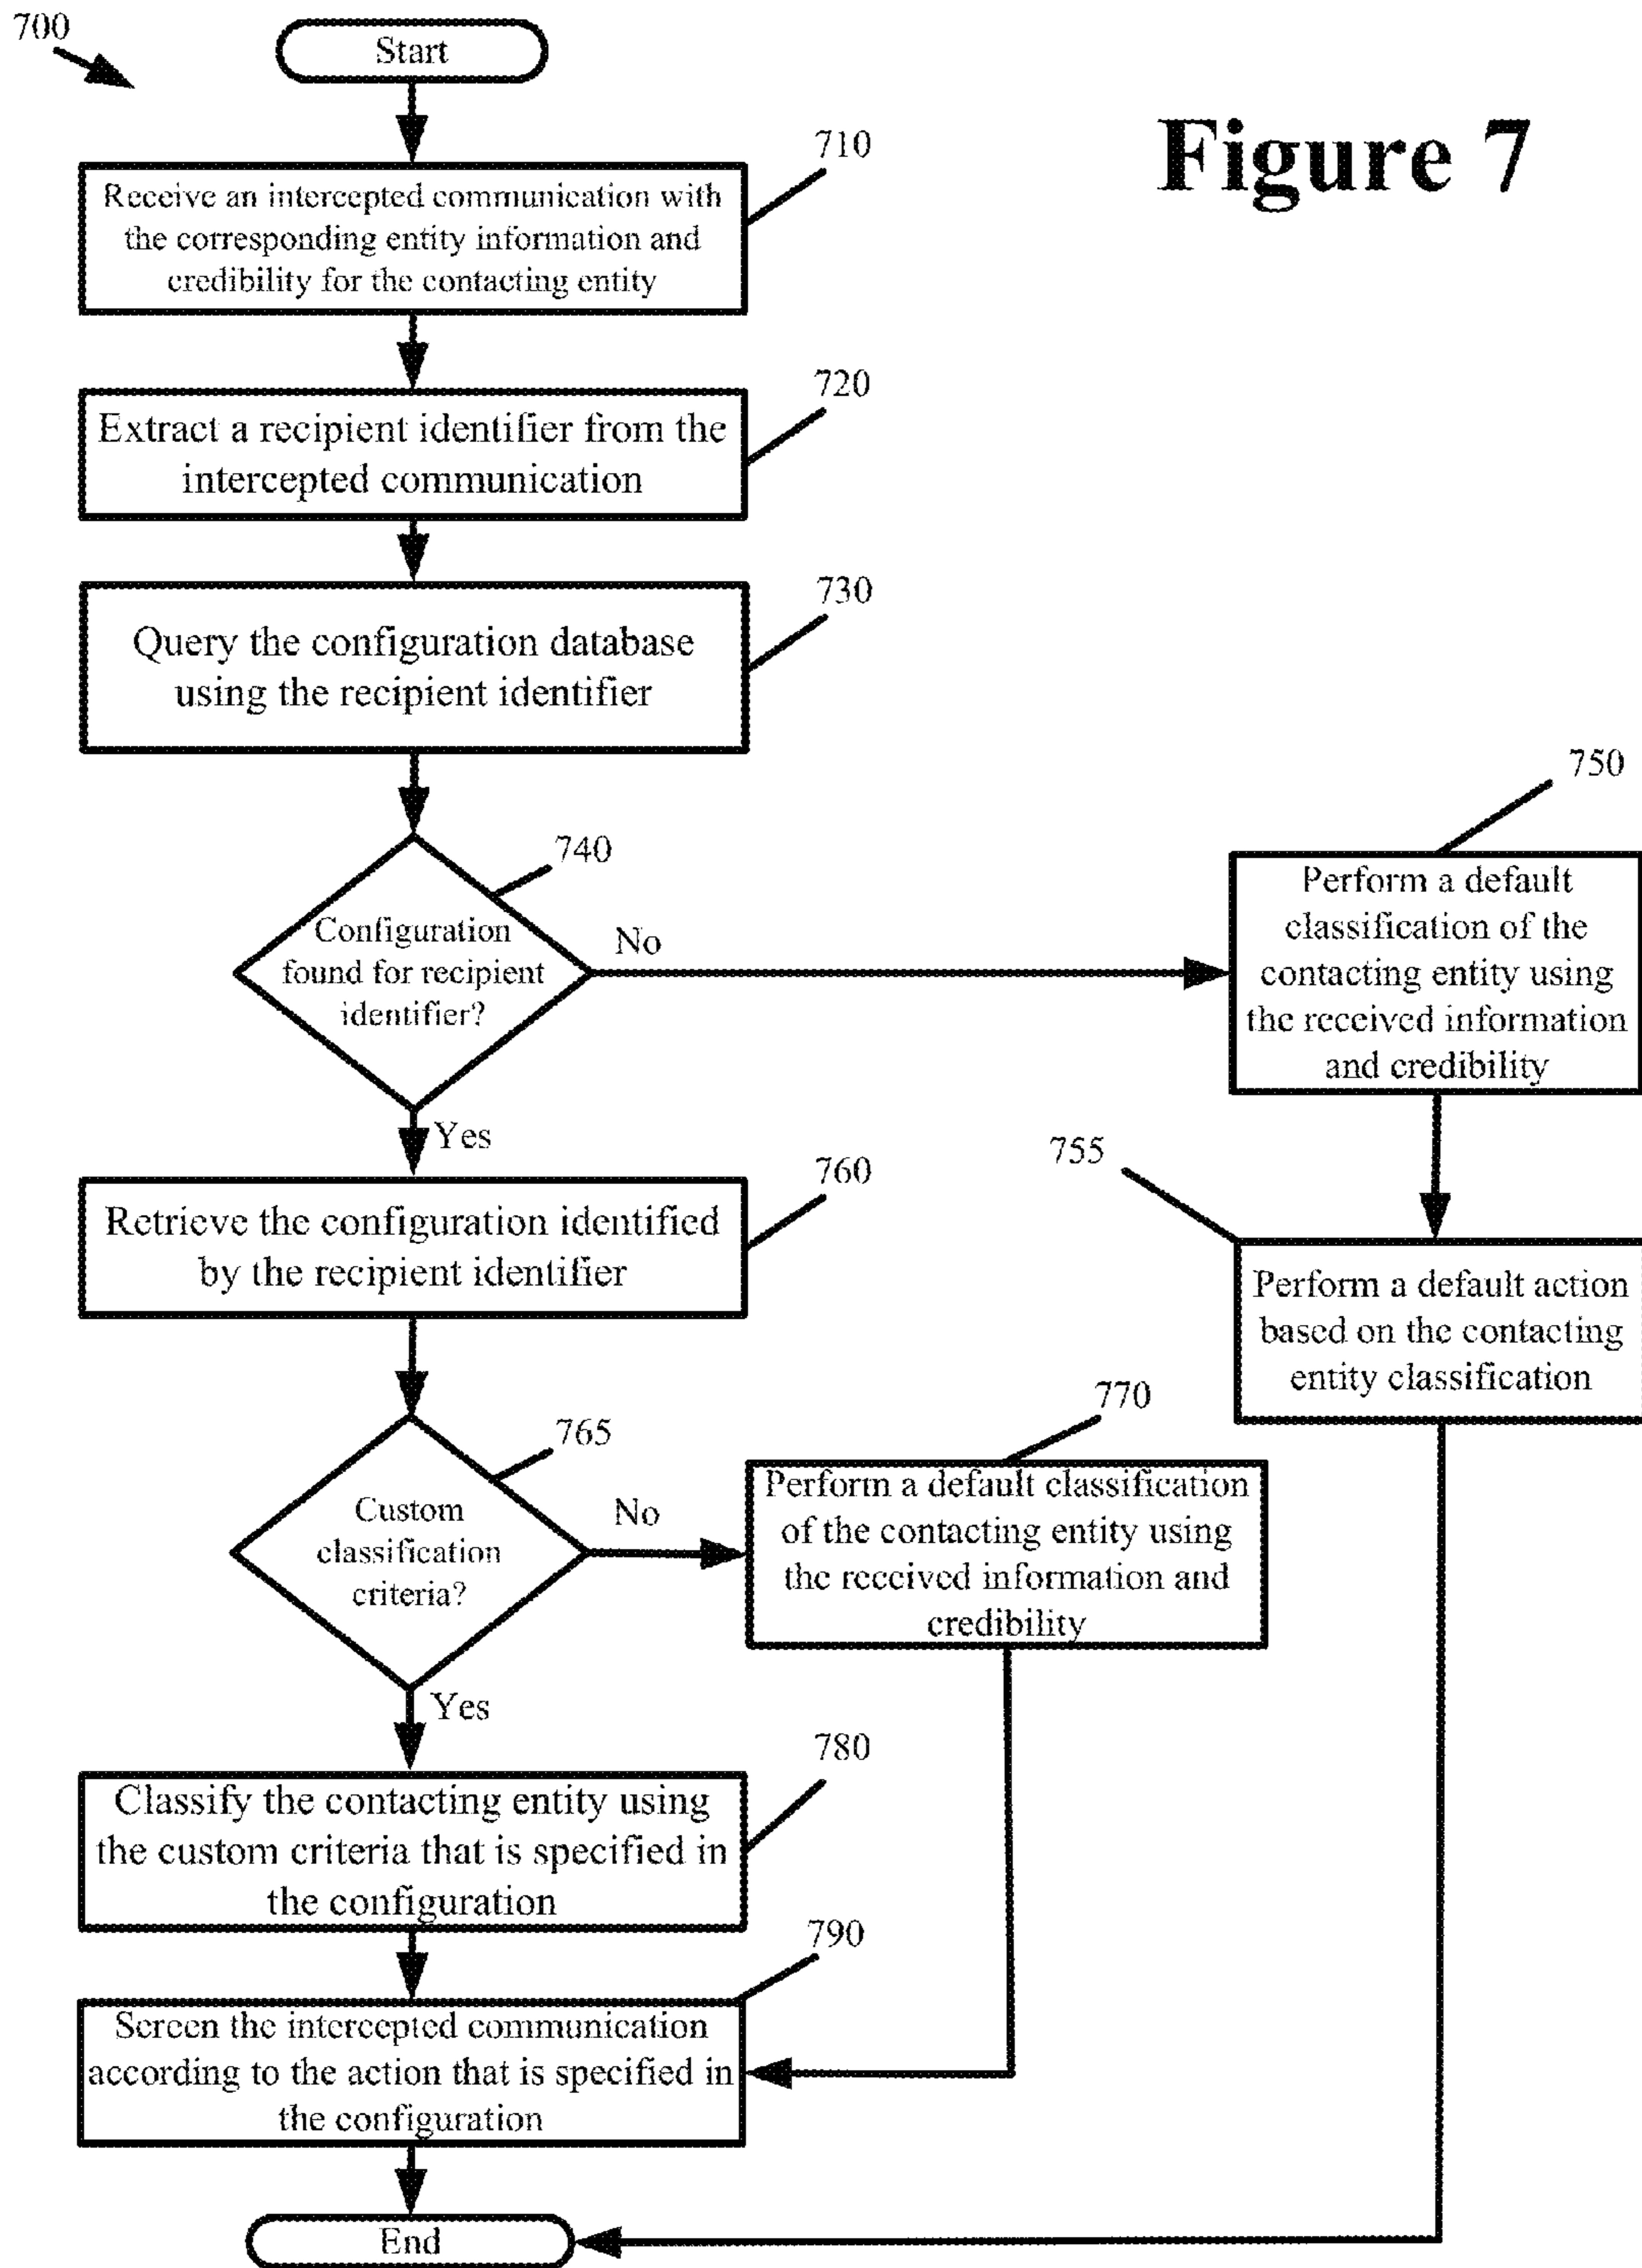 700
Start
Figure 7
710
Receive an intercepted communication with
the corresponding entity information and
credibility for the contacting entity
720
Extract a recipient identifier from the
intercepted communication
730
Query the configuration database
using the recipient identifier
740
Configuration
found for recipient
identifier?
No
750
Perform a default
classification of the
contacting entity using
the received information
and credibility
Yes
755
Perform a default action
based on the contacting
entity classification
760
Retrieve the configuration identified
by the recipient identifier
765
Custom
classification
criteria?
No
770
Perform a default classification
of the contacting entity using
the received information and
credibility
Yes
780
Classify the contacting entity using
the custom criteria that is specified in
the configuration
790
Screen the intercepted communication
according to the action that is specified in
the configuration
End